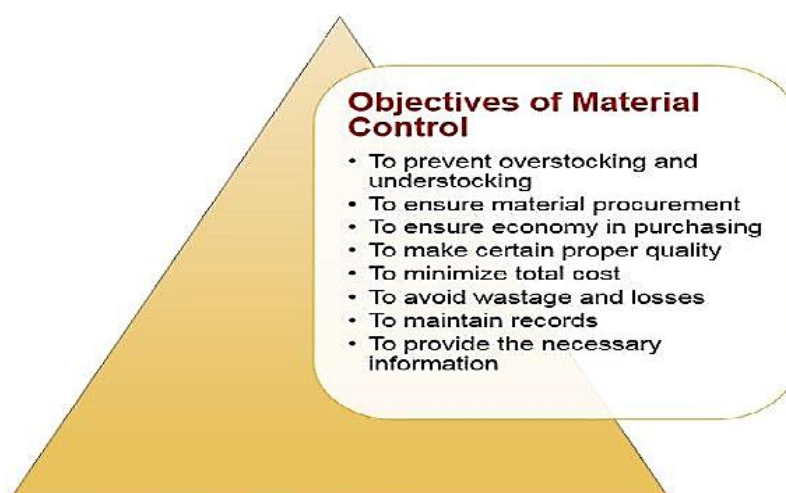 Objectives of Material
Control
• To prevent overstocking and
understocking
• To ensure material procurement
• To ensure economy in purchasing
• To make certain proper quality
• To minimize total cost
• To avoid wastage and losses
• To maintain records
• To provide the necessary
information